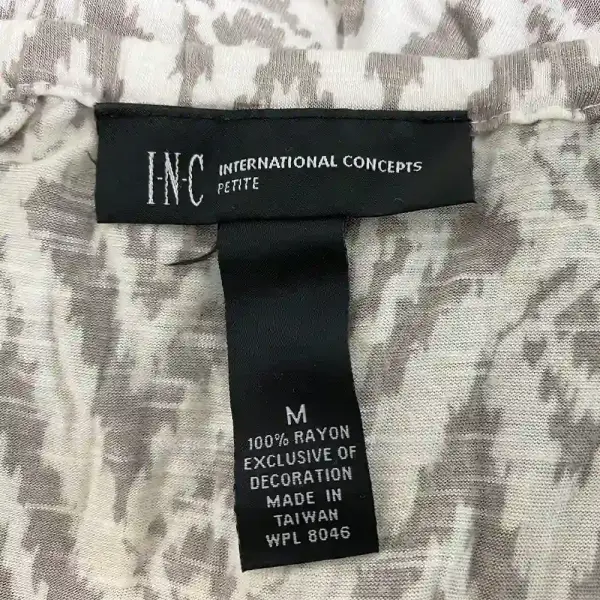 I-N-C INTERNATIONAL CONCEPTS
PETITE
M
100% RAYON
EXCLUSIVE OF
DECORATION
MADE IN
TAIWAN
WPL 8046